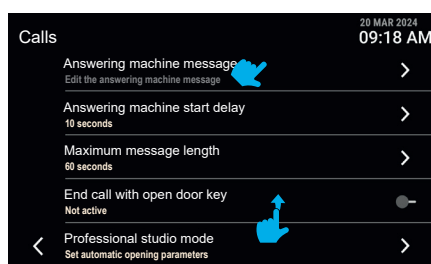 20 MAR 2024
Calls
09:18 AM
Answering machine message
Edit the answering machine message
Answering machine start delay
10 seconds
Maximum message length
60 seconds
End call with open door key
Not active
Professional studio mode
Set automatic opening parameters